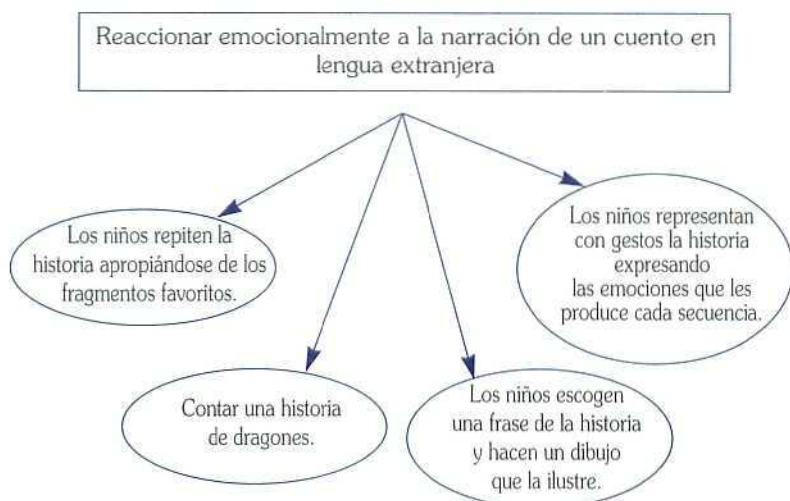 Reaccionar emocionalmente a la narración de un cuento en
lengua extranjera
Los niños repiten la
historia apropiándose de los
fragmentos favoritos.
Contar una historia
de dragones.
Los niños escogen
una frase de la historia
y hacen un dibujo
que la ilustre.
Los niños representan
con gestos la historia
expresando
las emociones que les
produce cada secuencia.